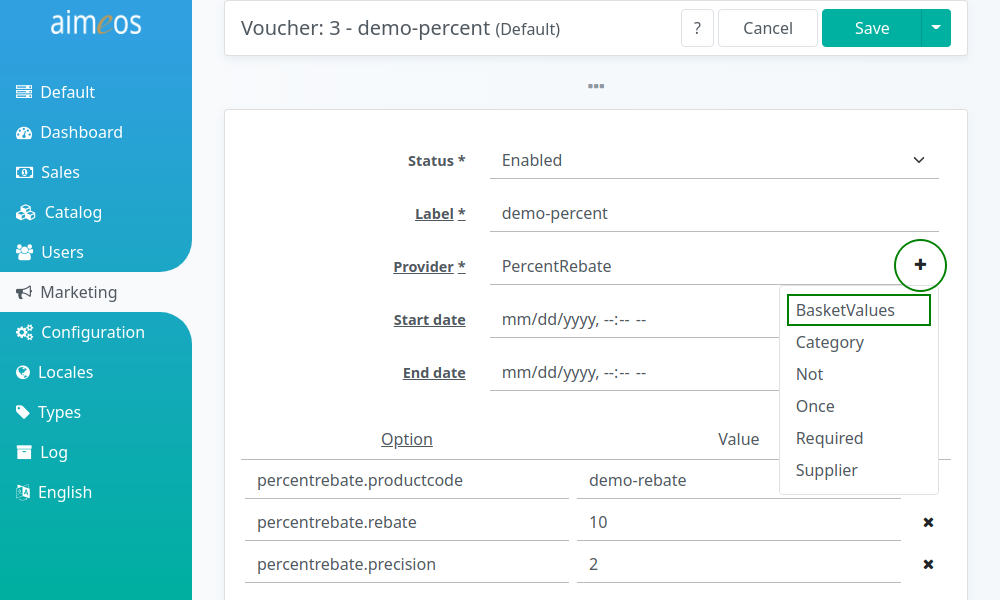 aimeos
Default
Dashboard
Sales
Catalog
Users
Marketing
Configuration
Locales
Types
Log
English
Voucher: 3 - demo-percent (Default)
? Cancel Save
Status * Enabled
Label * demo-percent
Provider * PercentRebate
BasketValues
Category
Not
Once
Required
Supplier
Start date mm/dd/yyyy, --:-- --
End date mm/dd/yyyy, --:-- --
Option Value
percentrebate.productcode demo-rebate
percentrebate.rebate 10
percentrebate.precision 2